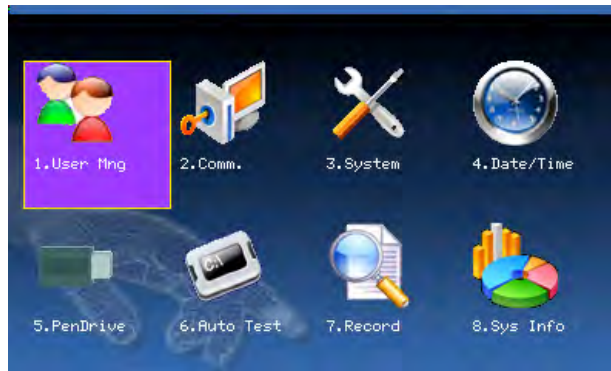 1.User Mng
2.Comm.
3.System
4.Date/Time
C:\
5.PenDrive
6.Auto Test
7.Record
8.Sys Info